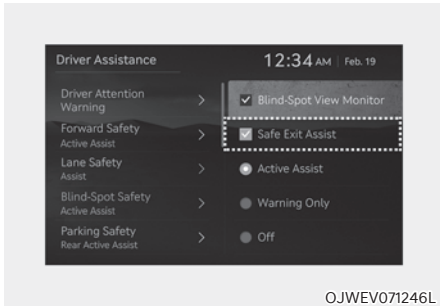 Driver Assistance
12:34 AM | Feb. 19
Driver Attention
Warning
Forward Safety
Active Assist
Lane Safety
Assist
Blind-Spot Safety
Active Assist
Parking Safety
Rear Active Assist
Blind-Spot View Monitor
Safe Exit Assist
Active Assist
Warning Only
Off
OJWEV071246L